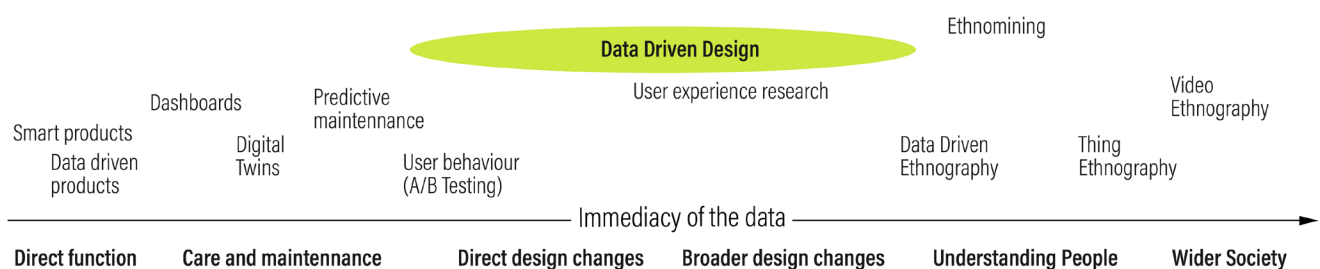 Ethnomining
Data Driven Design
User experience research
Video
Ethnography
Predictive
maintennance
Dashboards
Smart products
Data driven
products
Digital
Twins
User behaviour
(A/B Testing)
Data Driven
Ethnography
Thing
Ethnography
Immediacy of the data
Direct function
Care and maintennance
Direct design changes
Broader design changes
Understanding People
Wider Society